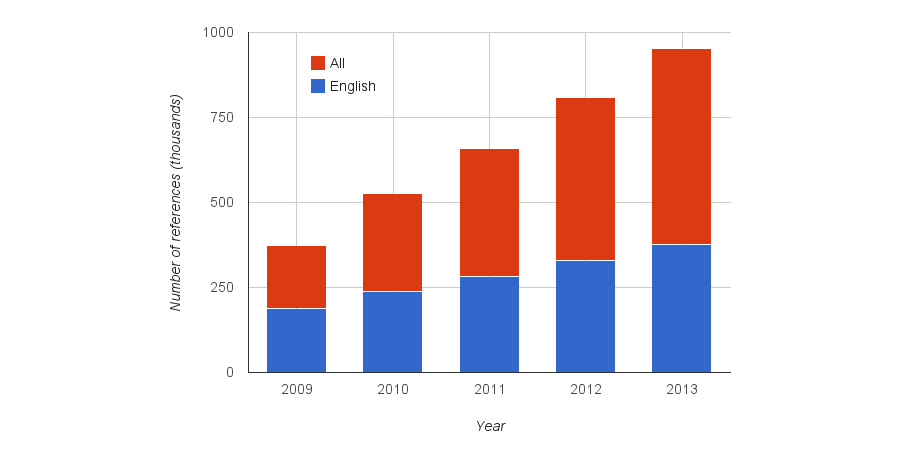 1000
750
500
250
0
Number of references (thousands)
All
English
2009 2010 2011 2012 2013
Year